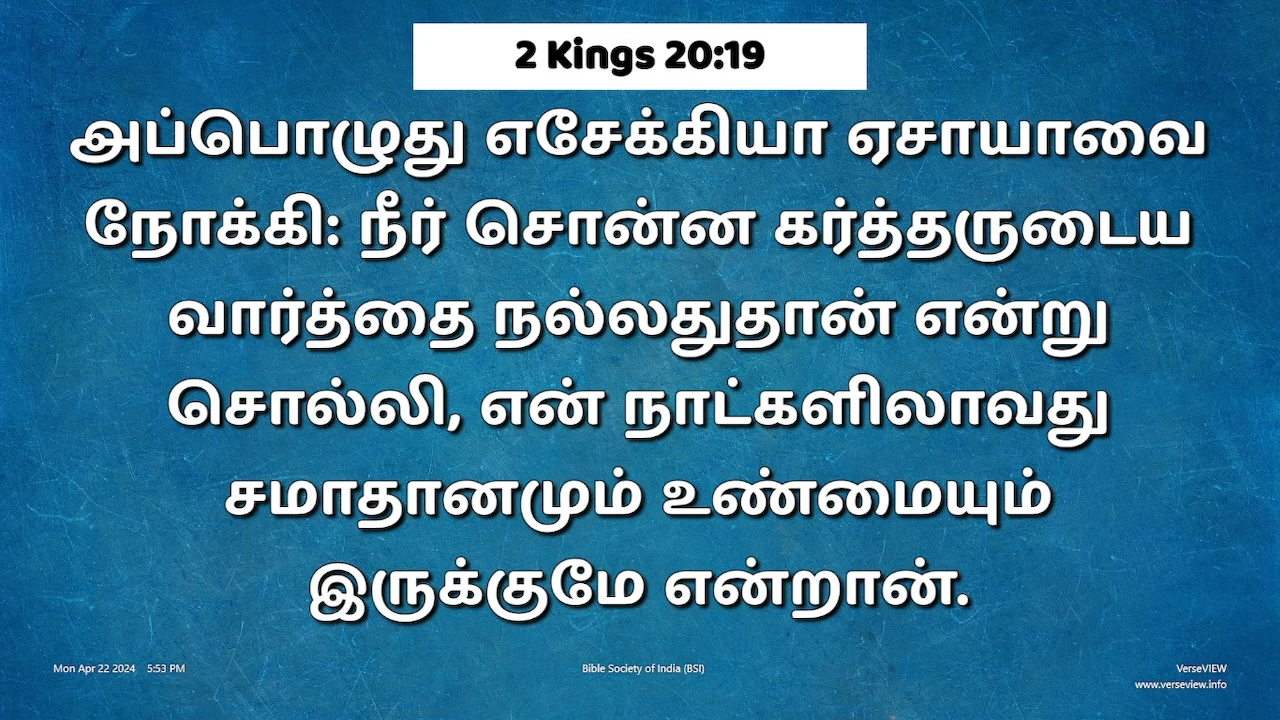 2 Kings 20:19
அப்பொழுது எசேக்கியா ஏசாயாவை
நோக்கி: நீர் சொன்ன கர்த்தருடைய
வார்த்தை நல்லதுதான் என்று
சொல்லி, என் நாட்களிலாவது
சமாதானமும் உண்மையும்
இருக்குமே என்றான்.
Mon Apr 22 2024 5:53 PM
Bible Society of India (BSI)
VerseVIEW
www.verseview.info